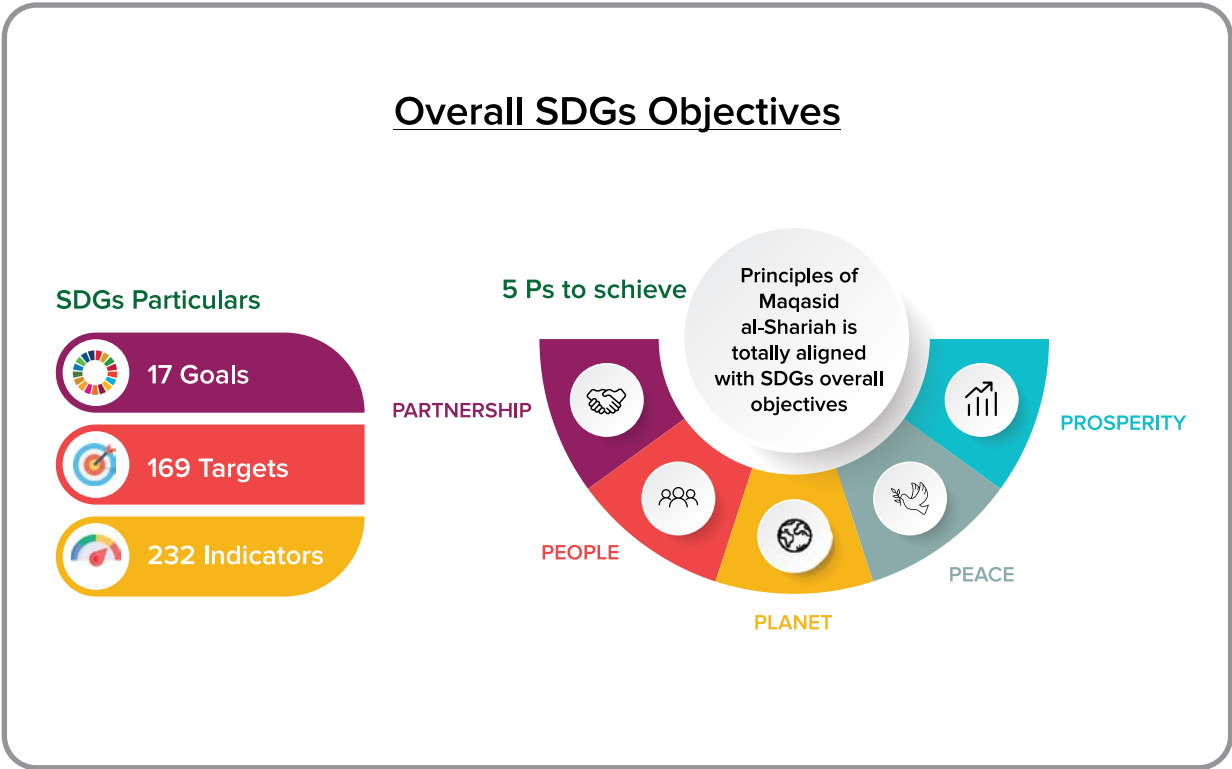 Overall SDGs Objectives
SDGs Particulars
17 Goals
169 Targets
232 Indicators
5 Ps to achieve
Principles of
Maqasid
al-Shariah is
totally aligned
with SDGs overall
objectives
PARTNERSHIP
PEOPLE
PLANET
PEACE
PROSPERITY